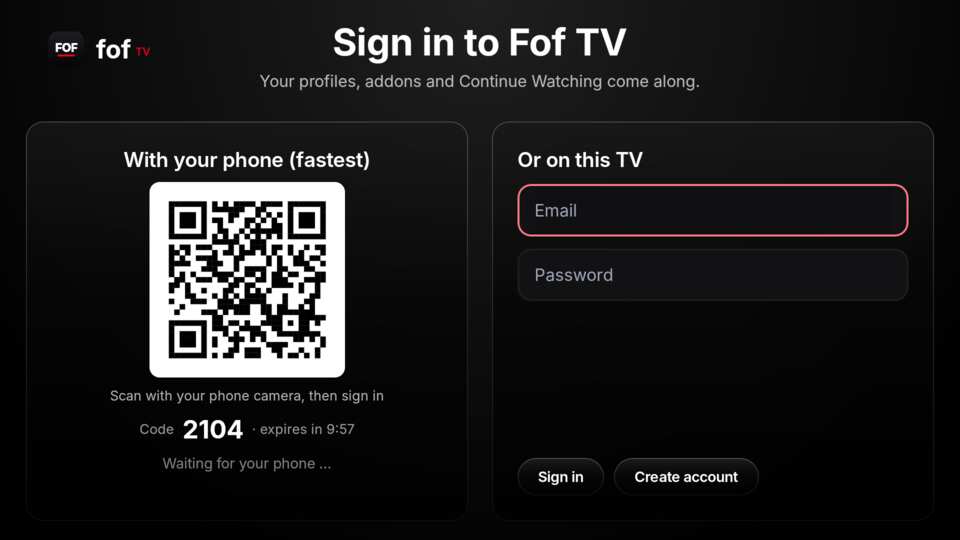 FOF
fof TV
Sign in to Fof TV
Your profiles, addons and Continue Watching come along.
With your phone (fastest)
Scan with your phone camera, then sign in
Code 2104 · expires in 9:57
Waiting for your phone ...
Or on this TV
Email
Password
Sign in
Create account